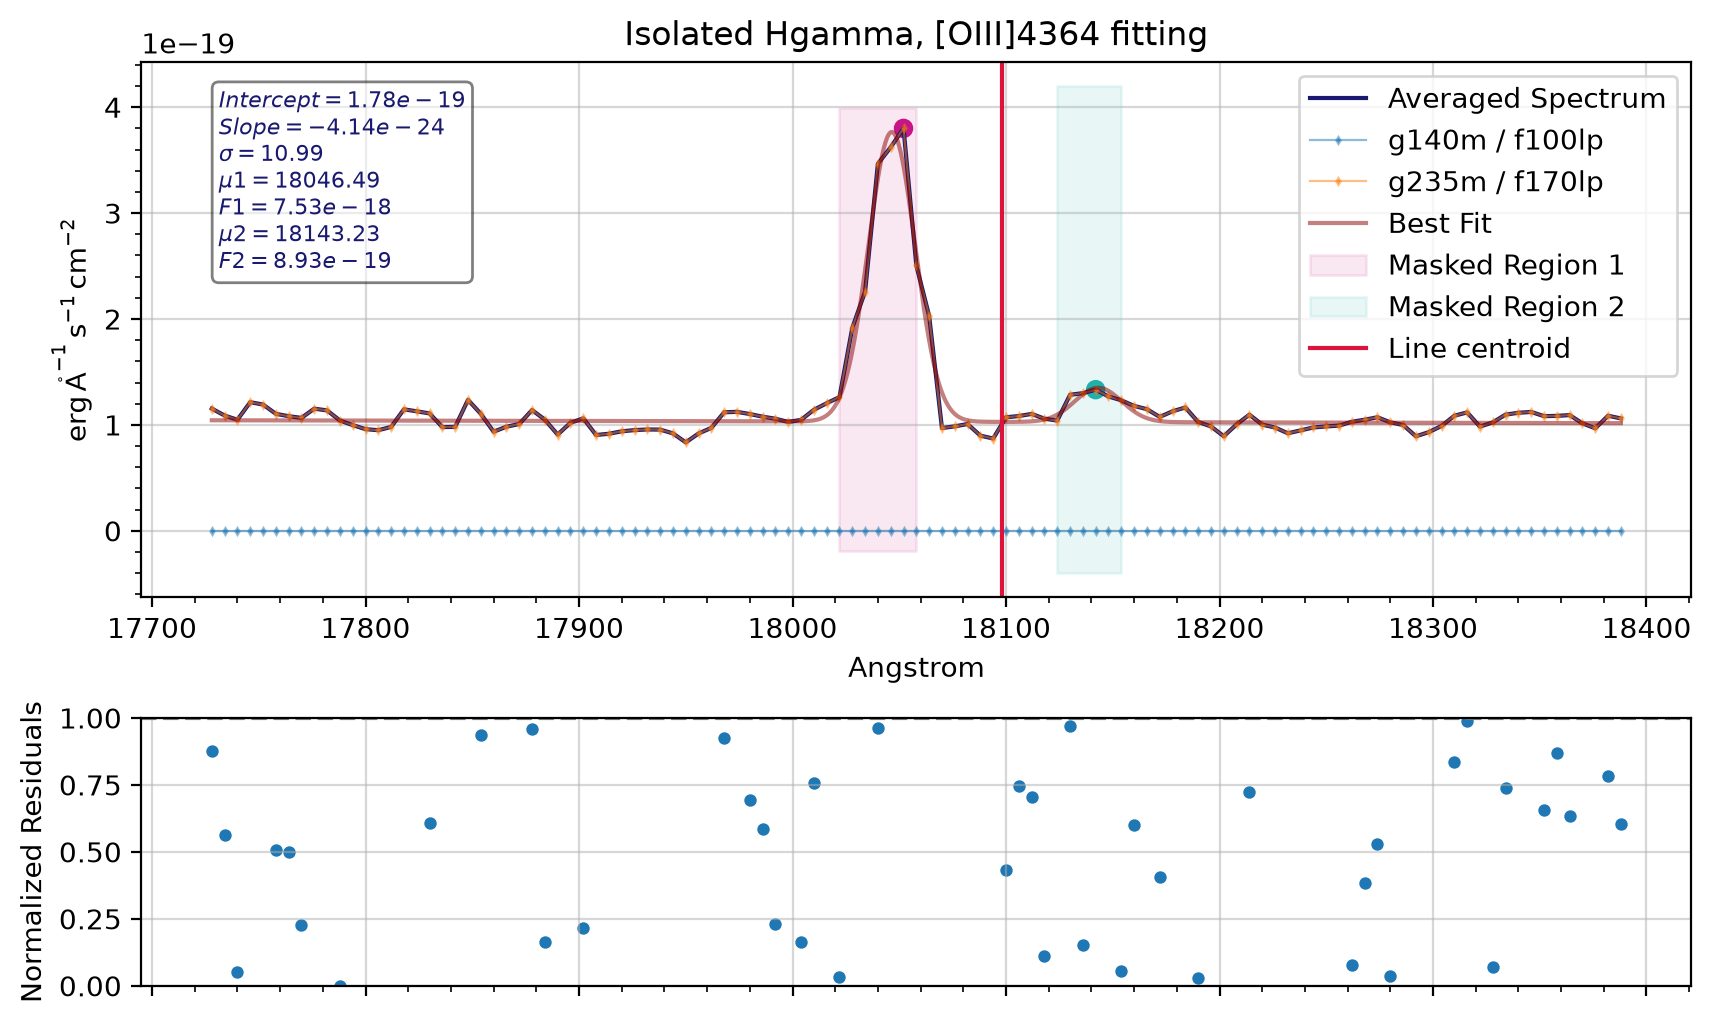 Isolated Hgamma, [OIII]4364 fitting
1e−19
Intercept = 1.78e − 19
Slope = −4.14e − 24
σ = 10.99
μ1 = 18046.49
F1 = 7.53e − 18
μ2 = 18143.23
F2 = 8.93e − 19
Averaged Spectrum
g140m / f100lp
g235m / f170lp
Best Fit
Masked Region 1
Masked Region 2
Line centroid
erg Å⁻¹ s⁻¹ cm⁻²
4
3
2
1
0
17700 17800 17900 18000 18100 18200 18300 18400
Angstrom
Normalized Residuals
1.00
0.75
0.50
0.25
0.00